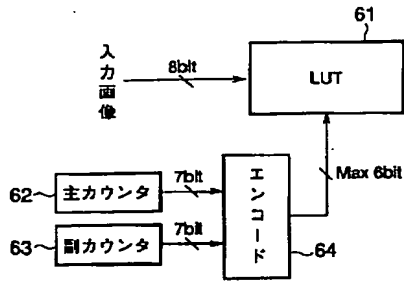 61
入力画像
8bit
LUT
Max 6bit
62
主カウンタ
7bit
エンコード
63
副カウンタ
7bit
64